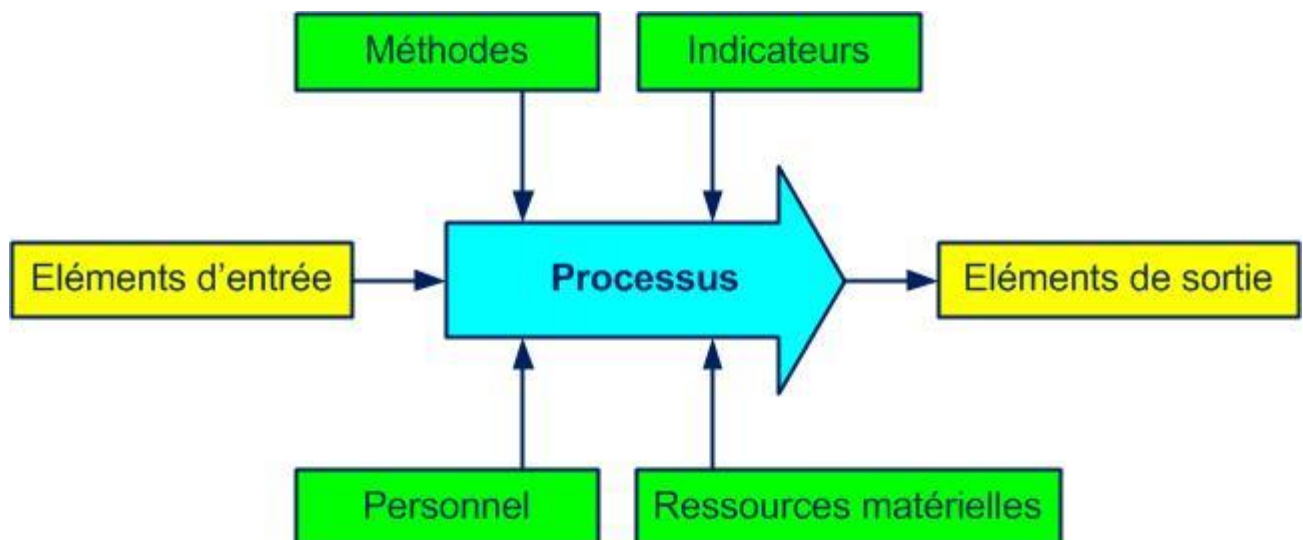 Méthodes
Indicateurs
Eléments d'entrée
Processus
Eléments de sortie
Personnel
Ressources matérielles